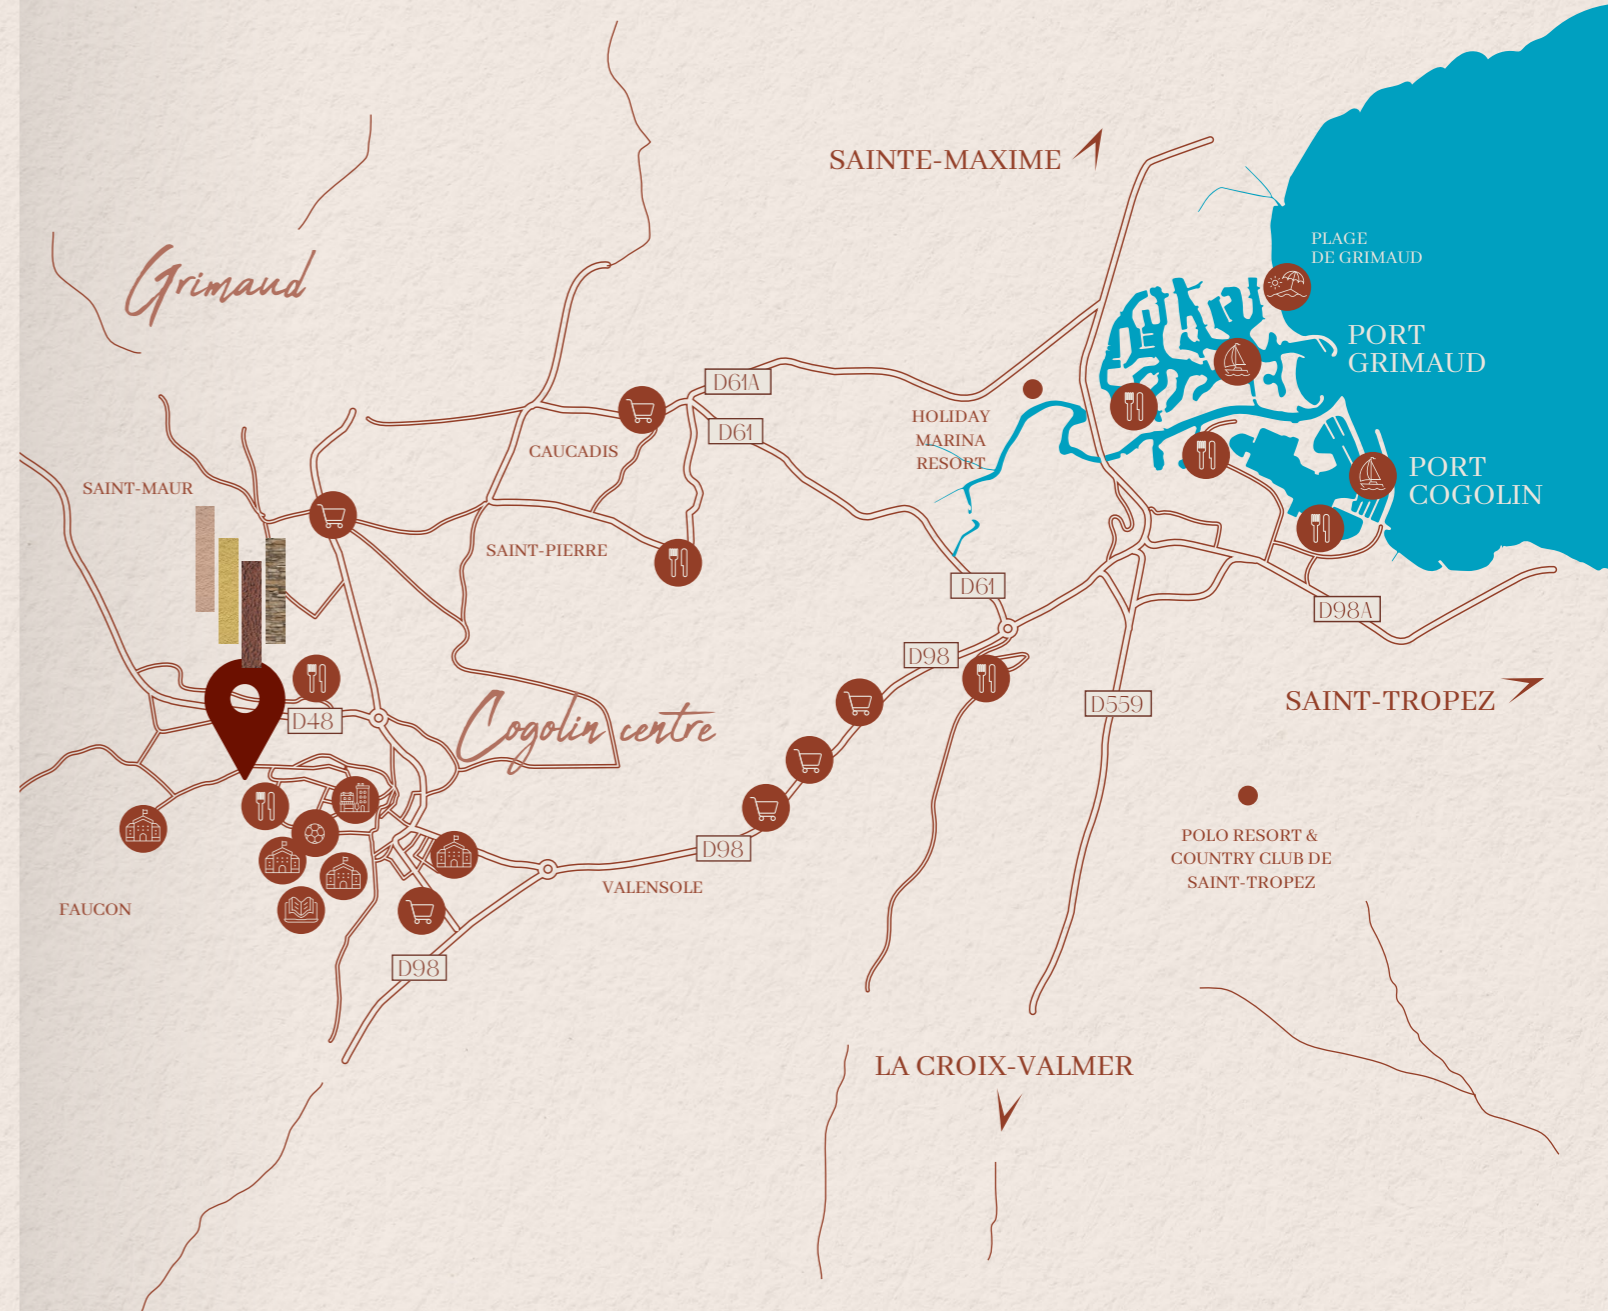 SAINTE-MAXIME
PLAGE
DE GRIMAUD
Grimaud
PORT
GRIMAUD
D61A
HOLIDAY
MARINA
RESORT
D61
CAUCADIS
PORT
COGOLIN
SAINT-MAUR
SAINT-PIERRE
D61
D98A
D98
SAINT-TROPEZ
D559
D48
Cogolin centre
POLO RESORT &
COUNTRY CLUB DE
SAINT-TROPEZ
D98
VALENSOLE
FAUCON
D98
LA CROIX-VALMER